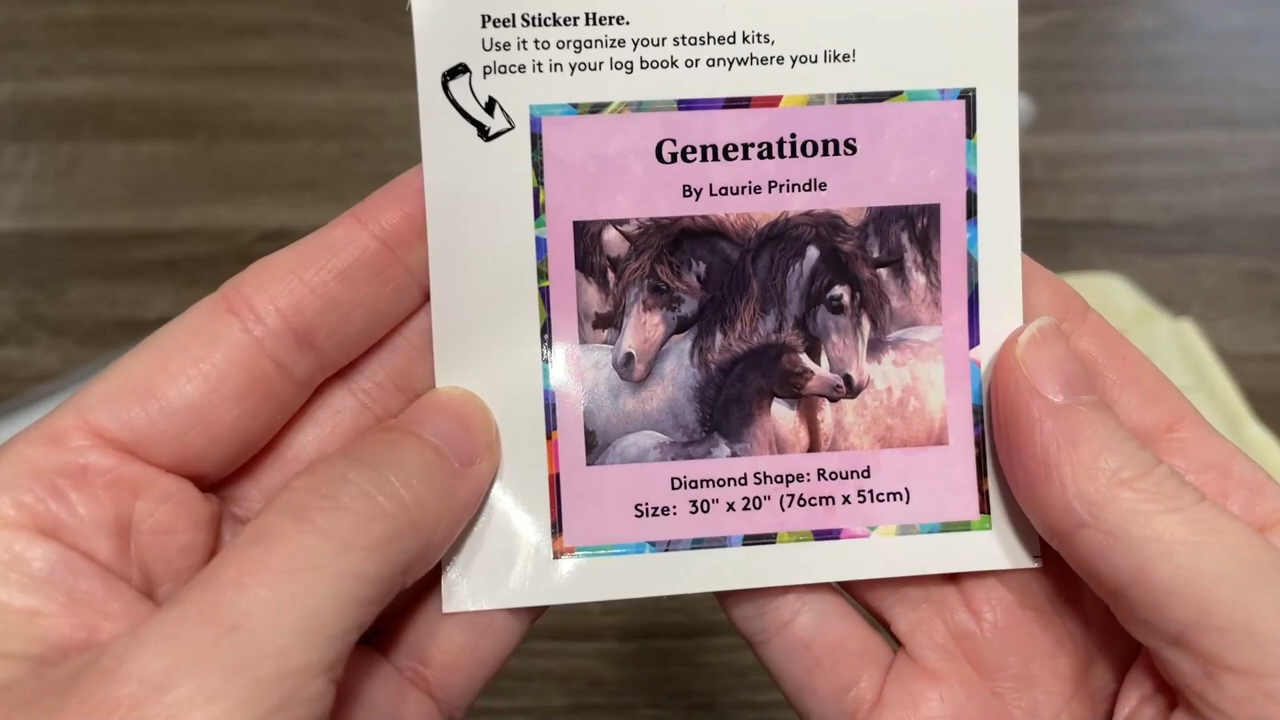 Peel Sticker Here.
Use it to organize your stashed kits,
place it in your log book or anywhere you like!
Generations
By Laurie Prindle
Diamond Shape: Round
Size: 30" x 20" (76cm x 51cm)